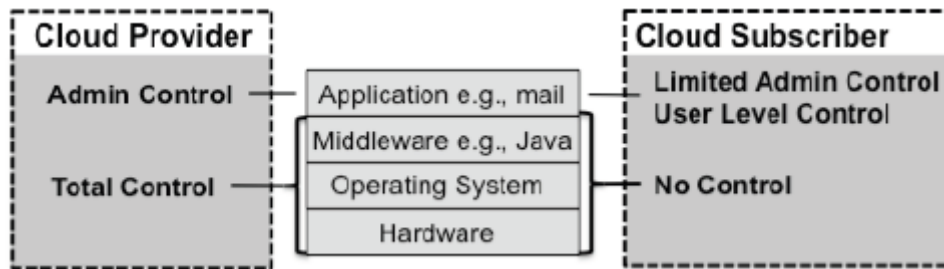 Cloud Provider
Cloud Subscriber
Admin Control
Application e.g., mail
Limited Admin Control
User Level Control
Middleware e.g., Java
Total Control
Operating System
No Control
Hardware